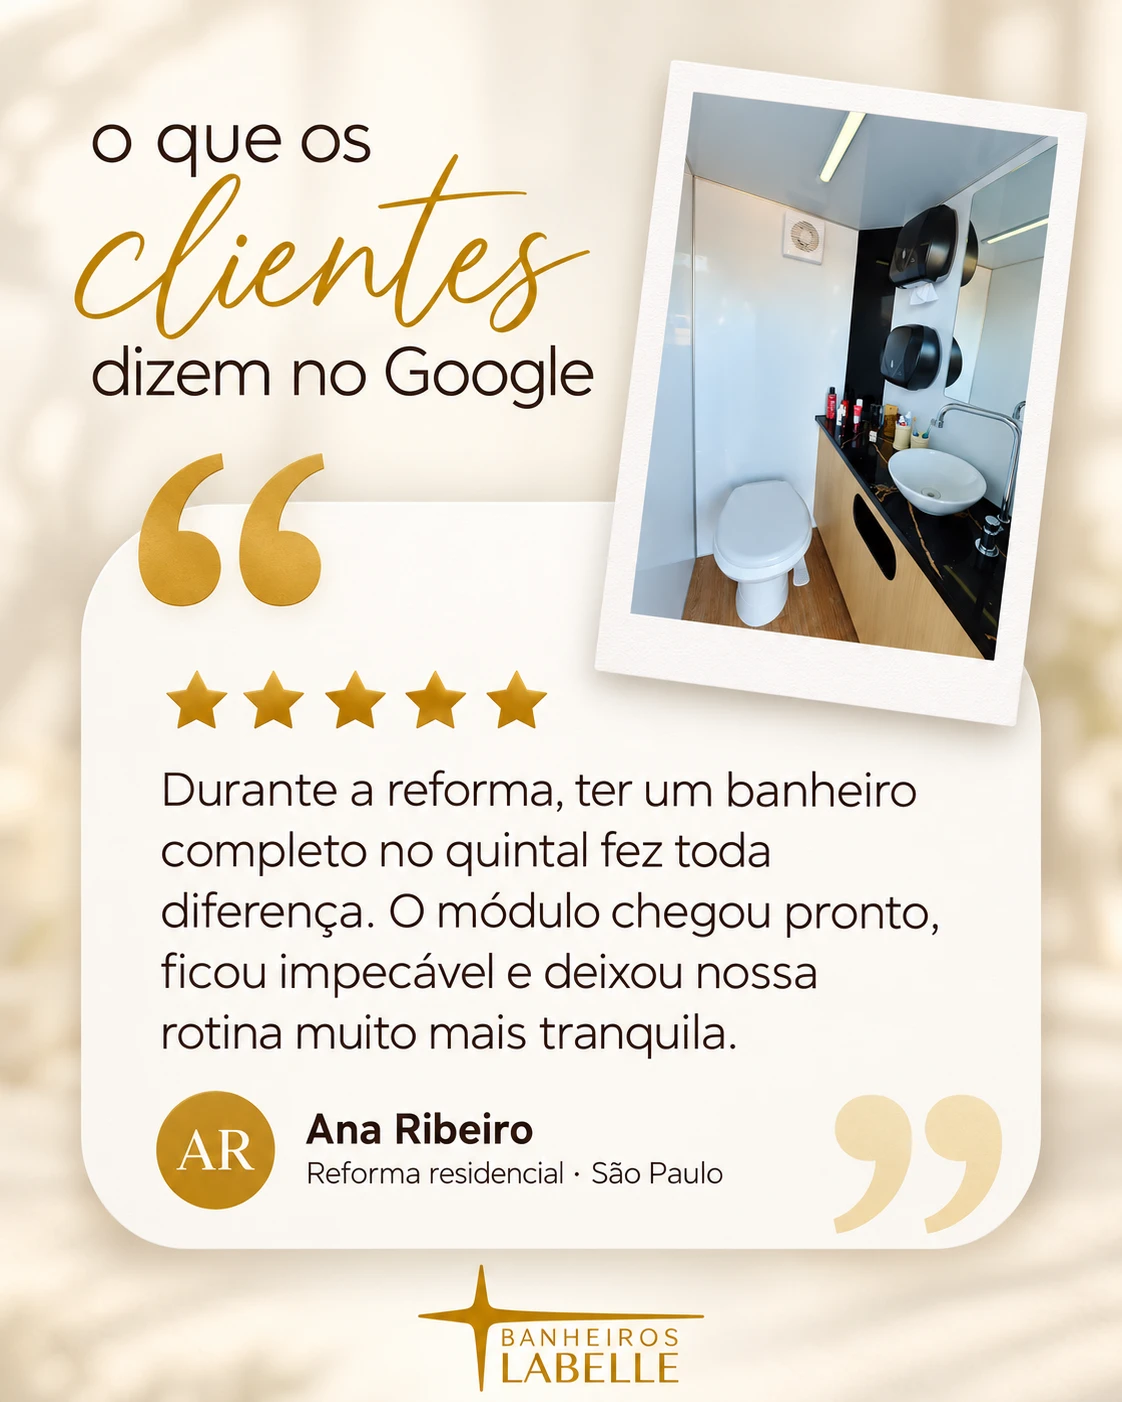 o que os
clientes
dizem no Google
“
Durante a reforma, ter um banheiro
completo no quintal fez toda
diferença. O módulo chegou pronto,
ficou impecável e deixou nossa
rotina muito mais tranquila.
”
AR
Ana Ribeiro
Reforma residencial · São Paulo
BANHEIROS
LABELLE